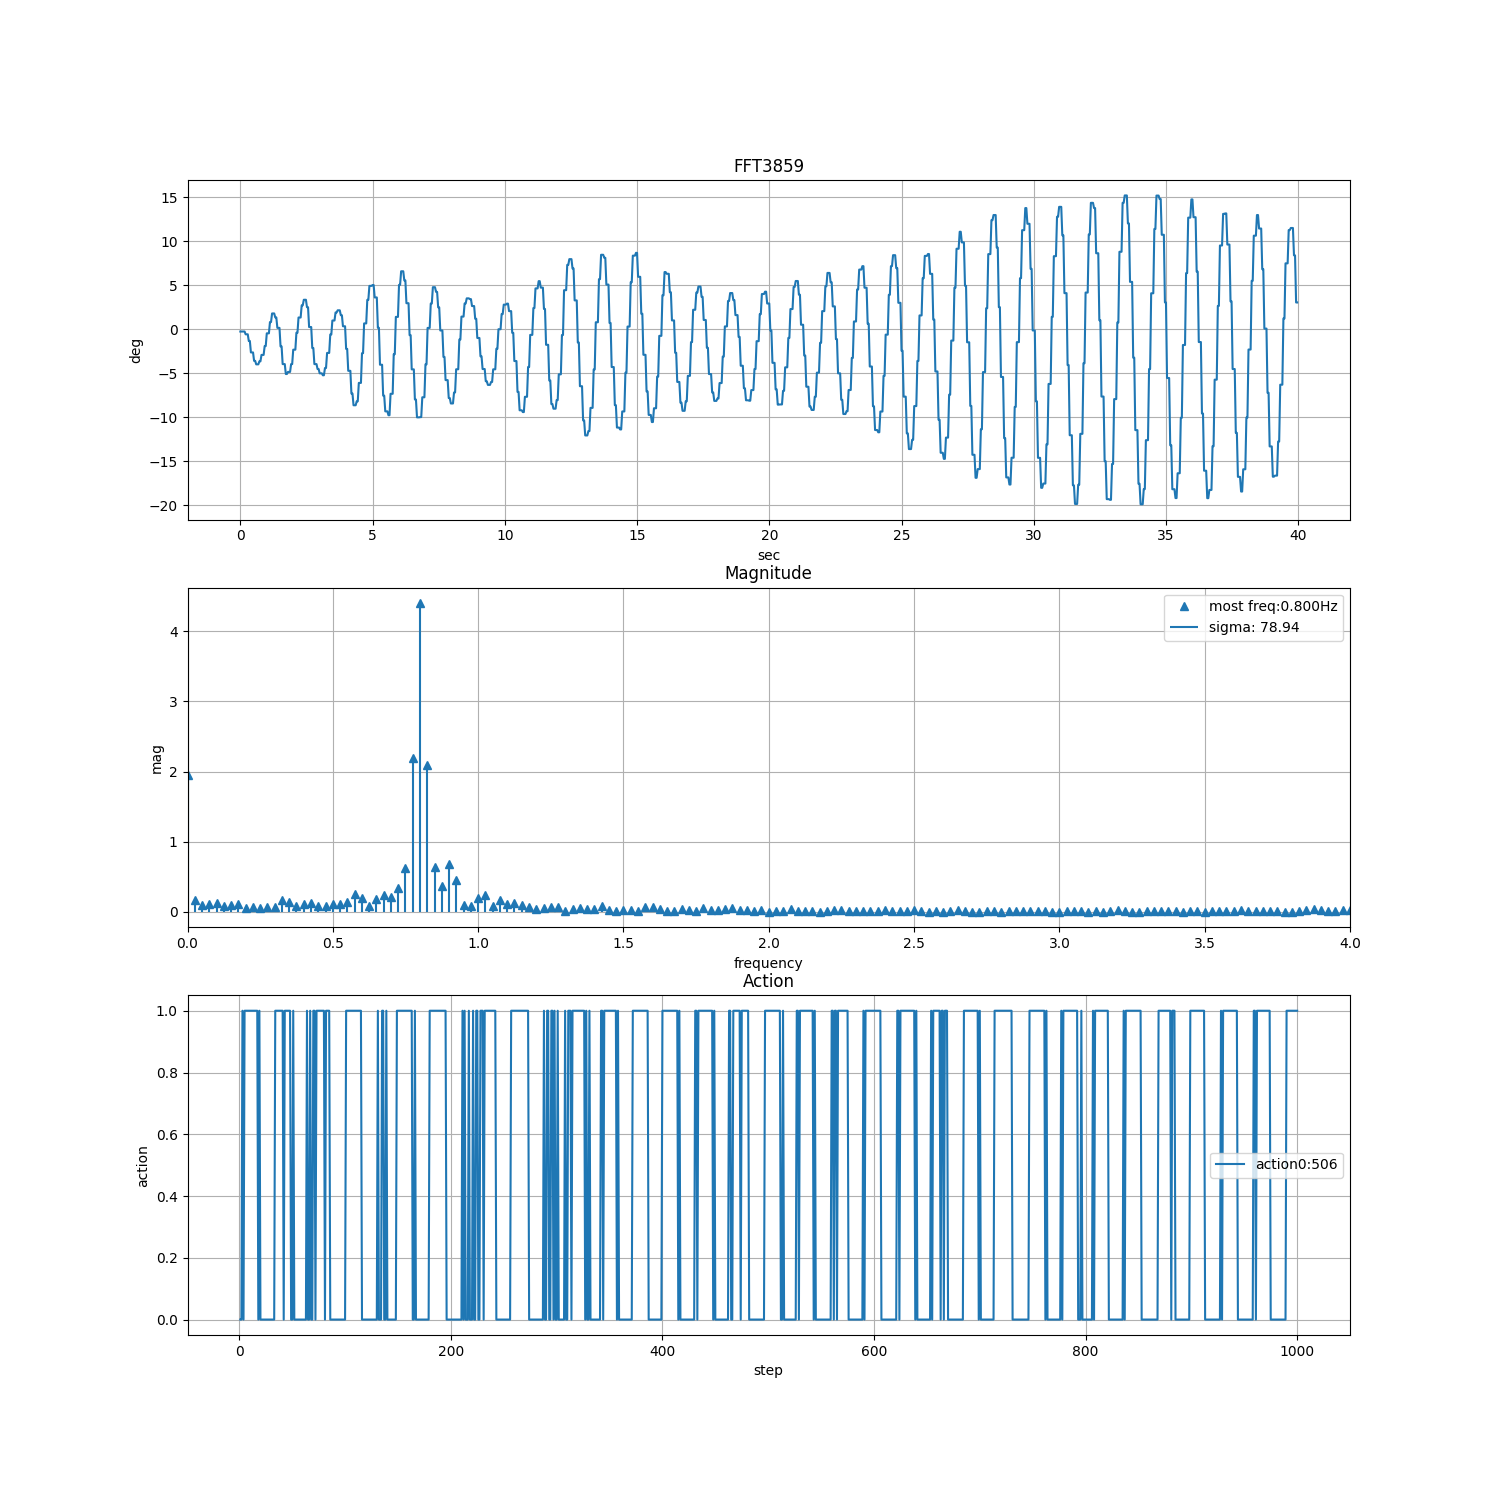 FFT3859
15
10
5
0
−5
−10
−15
−20
deg
0 5 10 15 20 25 30 35 40
sec
Magnitude
most freq:0.800Hz
sigma: 78.94
4
3
2
1
0
mag
0.0 0.5 1.0 1.5 2.0 2.5 3.0 3.5 4.0
frequency
Action
1.0
0.8
0.6
0.4
0.2
0.0
action
action0:506
0 200 400 600 800 1000
step